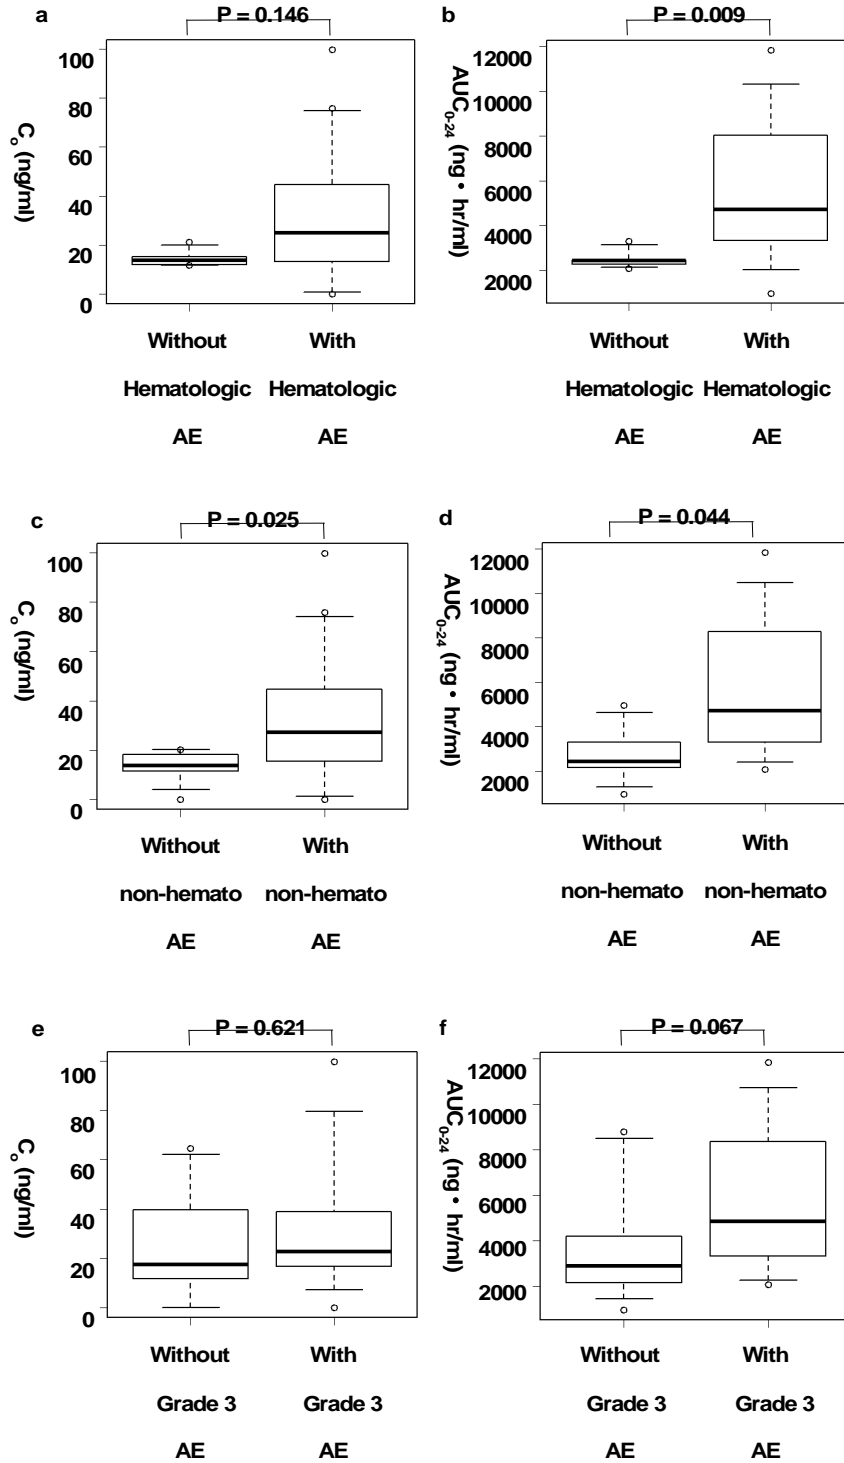 a
P = 0.146
C₀ (ng/ml)
100
80
60
40
20
0
Without
With
Hematologic
Hematologic
AE
AE
b
P = 0.009
AUC₀₋₂₄ (ng • hr/ml)
12000
10000
8000
6000
4000
2000
Without
With
Hematologic
Hematologic
AE
AE
c
P = 0.025
C₀ (ng/ml)
100
80
60
40
20
0
Without
With
non-hemato
non-hemato
AE
AE
d
P = 0.044
AUC₀₋₂₄ (ng • hr/ml)
12000
10000
8000
6000
4000
2000
Without
With
non-hemato
non-hemato
AE
AE
e
P = 0.621
C₀ (ng/ml)
100
80
60
40
20
0
Without
With
Grade 3
Grade 3
AE
AE
f
P = 0.067
AUC₀₋₂₄ (ng • hr/ml)
12000
10000
8000
6000
4000
2000
Without
With
Grade 3
Grade 3
AE
AE